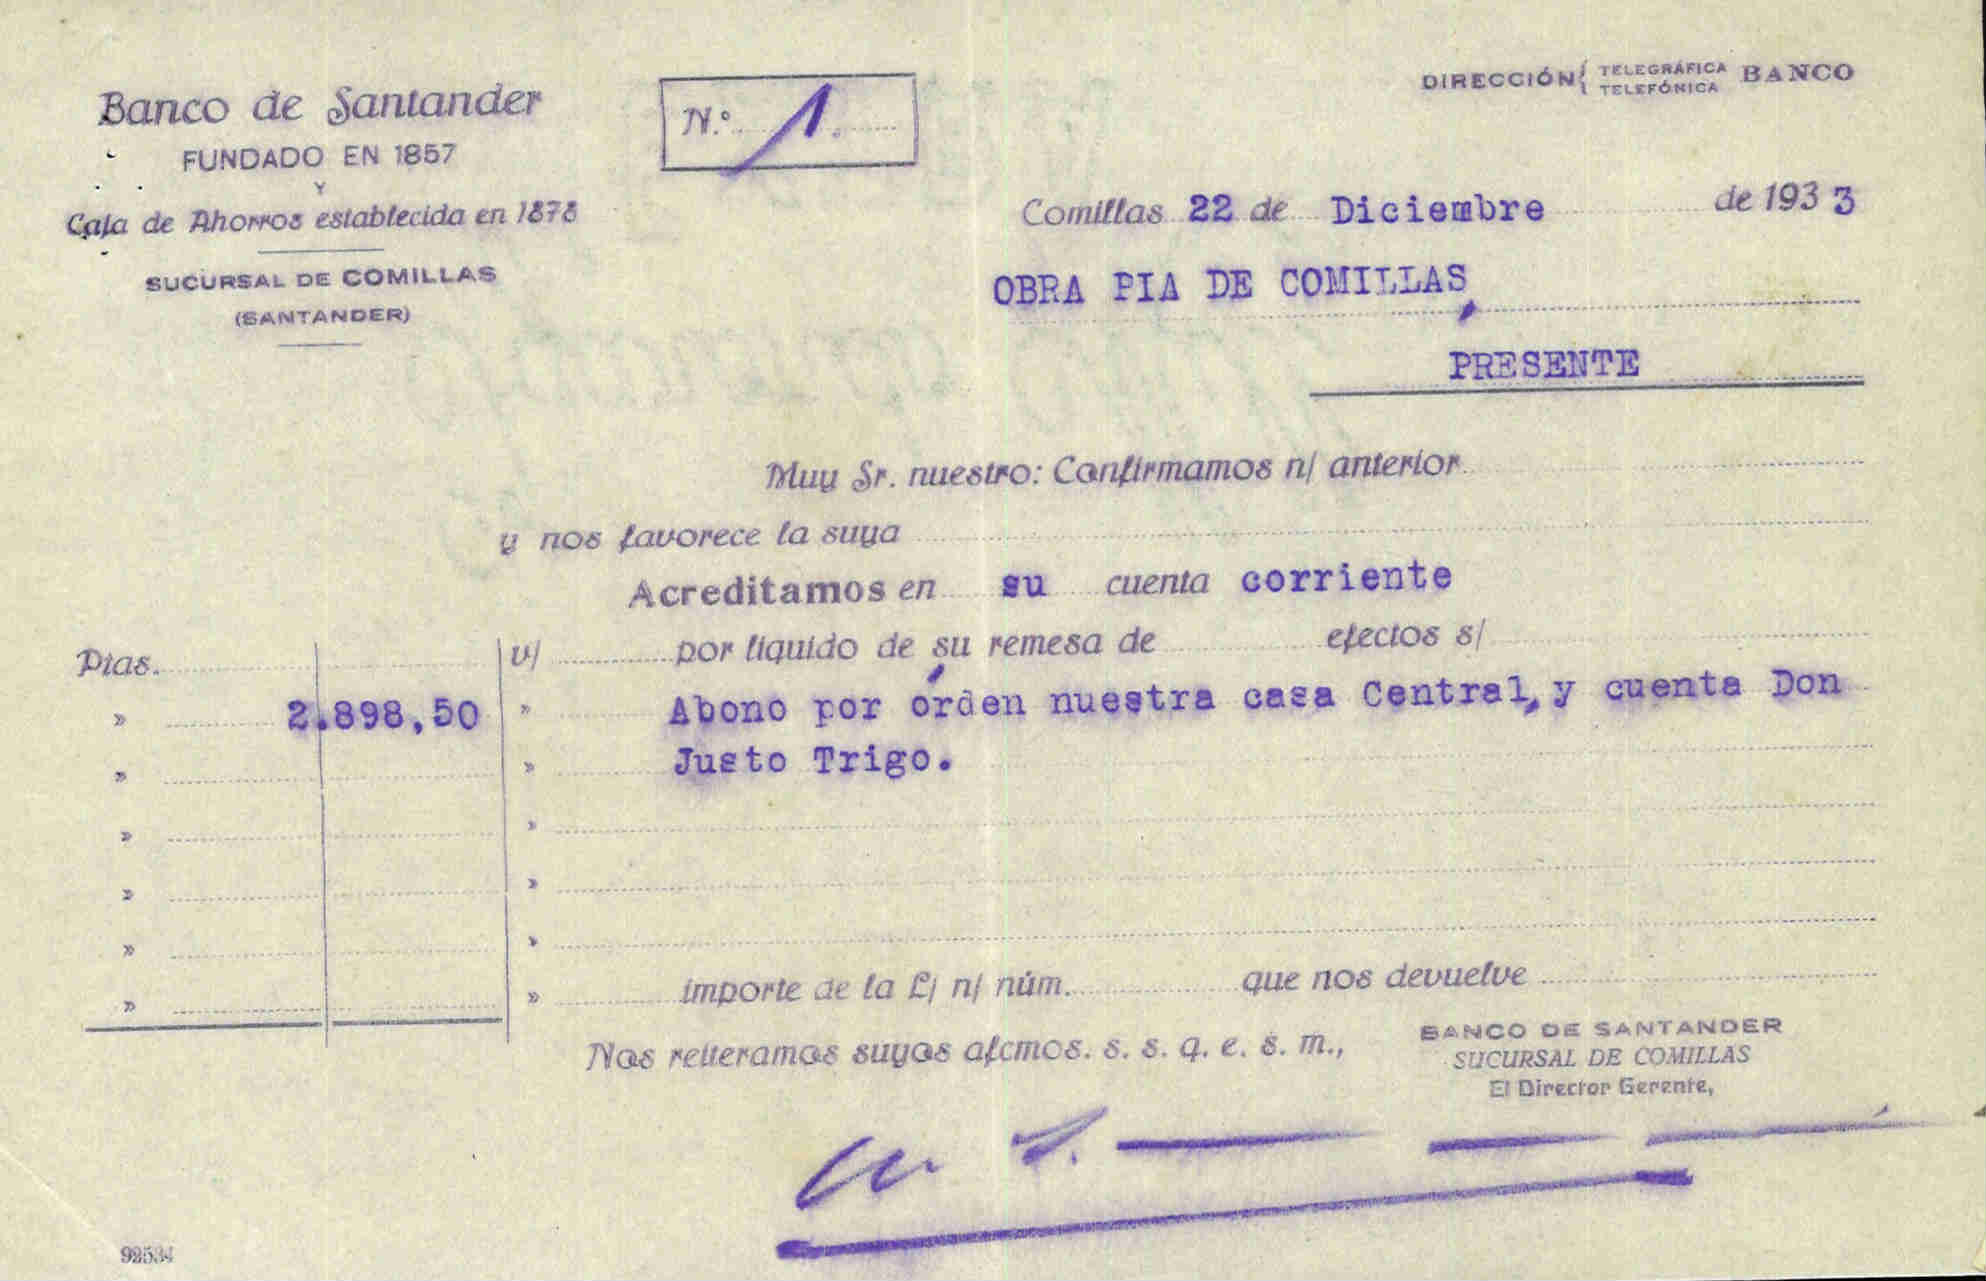 Banco de Santander
FUNDADO EN 1857
Y
Caja de Ahorros establecida en 1878
SUCURSAL DE COMILLAS
(SANTANDER)
N.º 1.
DIRECCIÓN { TELEGRÁFICA TELEFÓNICA BANCO
Comillas 22 de Diciembre de 1933
OBRA PIA DE COMILLAS,
PRESENTE
Muy Sr. nuestro: Confirmamos n/ anterior
y nos favorece la suya
Acreditamos en su cuenta corriente
Ptas. v/ por líquido de su remesa de efectos s/
» 2.898,50 » Abono por órden nuestra casa Central, y cuenta Don
» » Justo Trigo.
» »
» »
» »
» » importe de la L/ n/ núm. que nos devuelve
Nos reiteramos suyos afcmos. s. s. q. e. s. m.,
BANCO DE SANTANDER
SUCURSAL DE COMILLAS
El Director Gerente,
92534